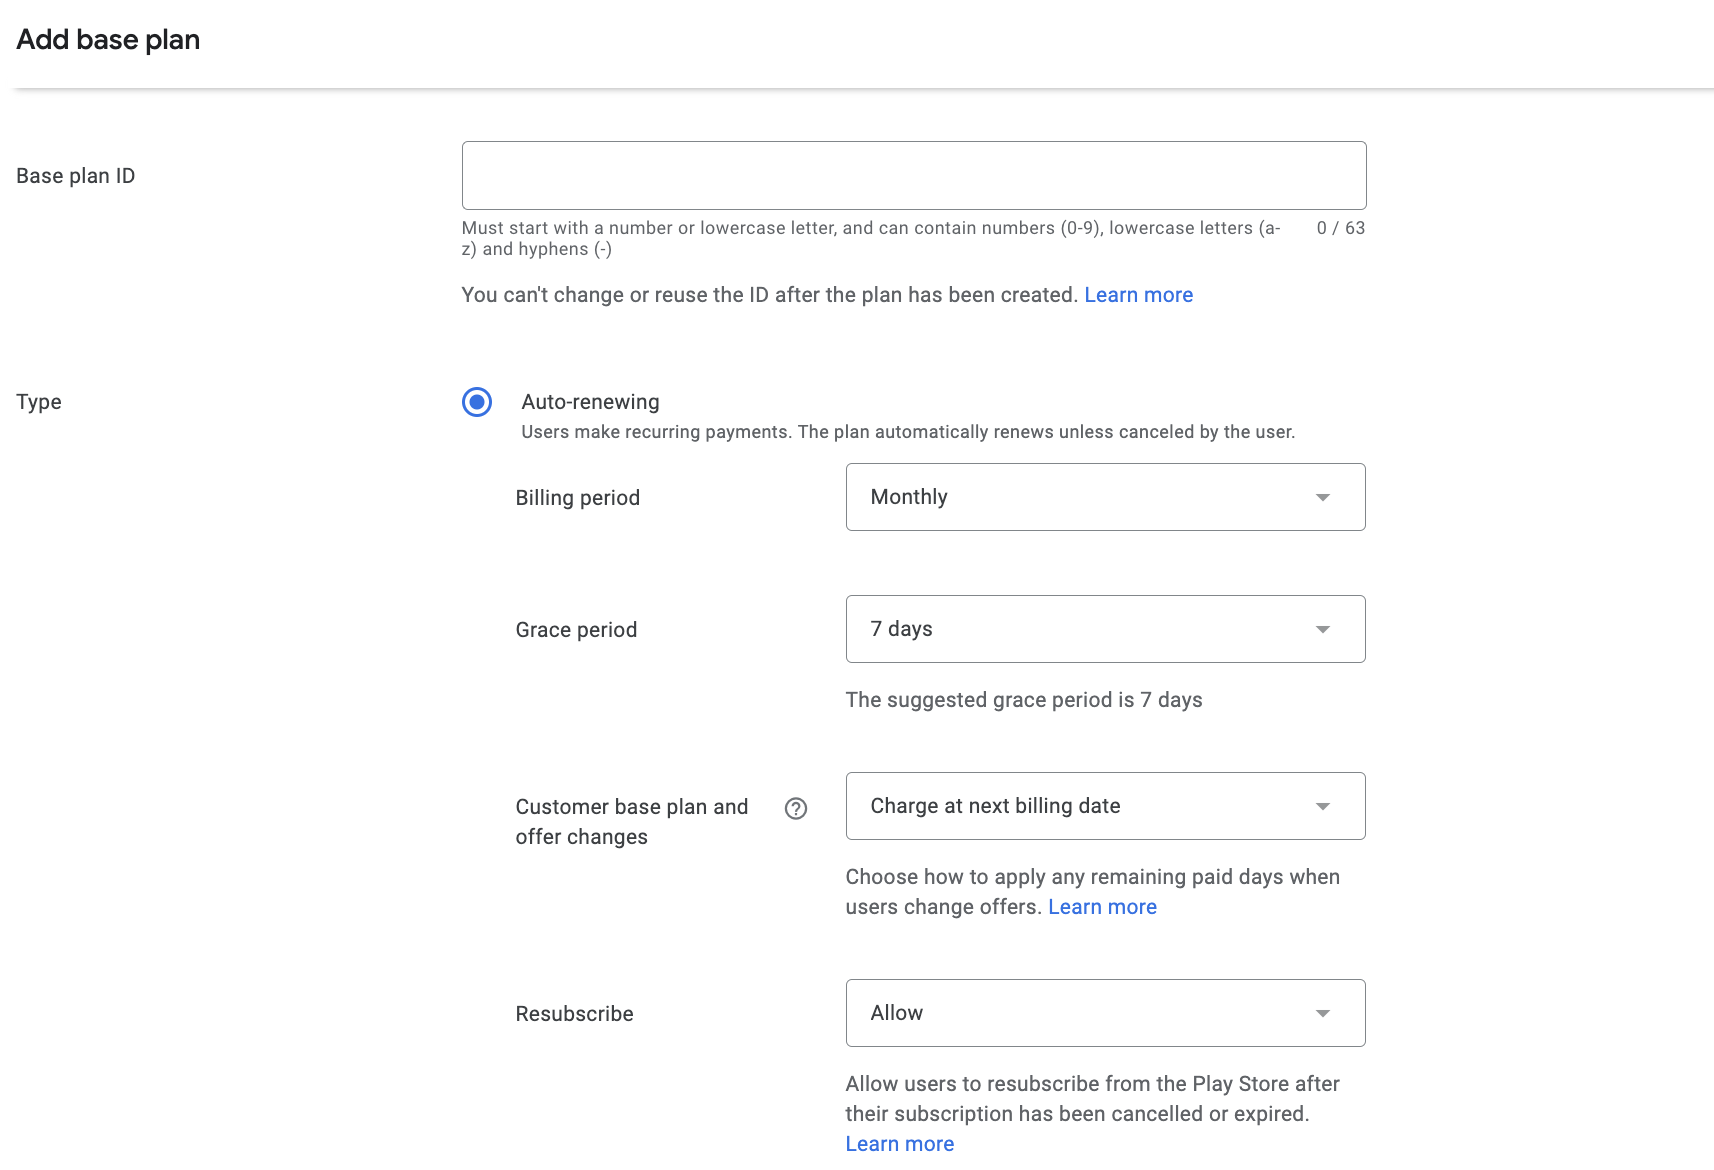 Add base plan
Base plan ID
Must start with a number or lowercase letter, and can contain numbers (0-9), lowercase letters (a-
z) and hyphens (-)
0 / 63
You can't change or reuse the ID after the plan has been created. Learn more
Type
Auto-renewing
Users make recurring payments. The plan automatically renews unless canceled by the user.
Billing period
Monthly
Grace period
7 days
The suggested grace period is 7 days
Customer base plan and
offer changes
Charge at next billing date
Choose how to apply any remaining paid days when
users change offers. Learn more
Resubscribe
Allow
Allow users to resubscribe from the Play Store after
their subscription has been cancelled or expired.
Learn more